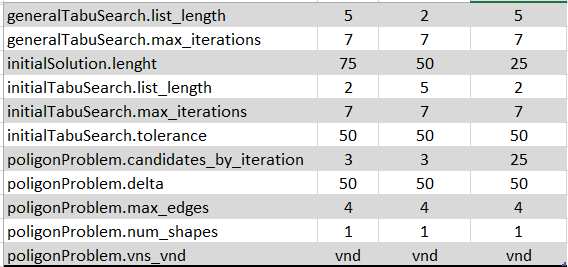 generalTabuSearch.list_length 5 2 5
generalTabuSearch.max_iterations 7 7 7
initialSolution.lenght 75 50 25
initialTabuSearch.list_length 2 5 2
initialTabuSearch.max_iterations 7 7 7
initialTabuSearch.tolerance 50 50 50
poligonProblem.candidates_by_iteration 3 3 25
poligonProblem.delta 50 50 50
poligonProblem.max_edges 4 4 4
poligonProblem.num_shapes 1 1 1
poligonProblem.vns_vnd vnd vnd vnd